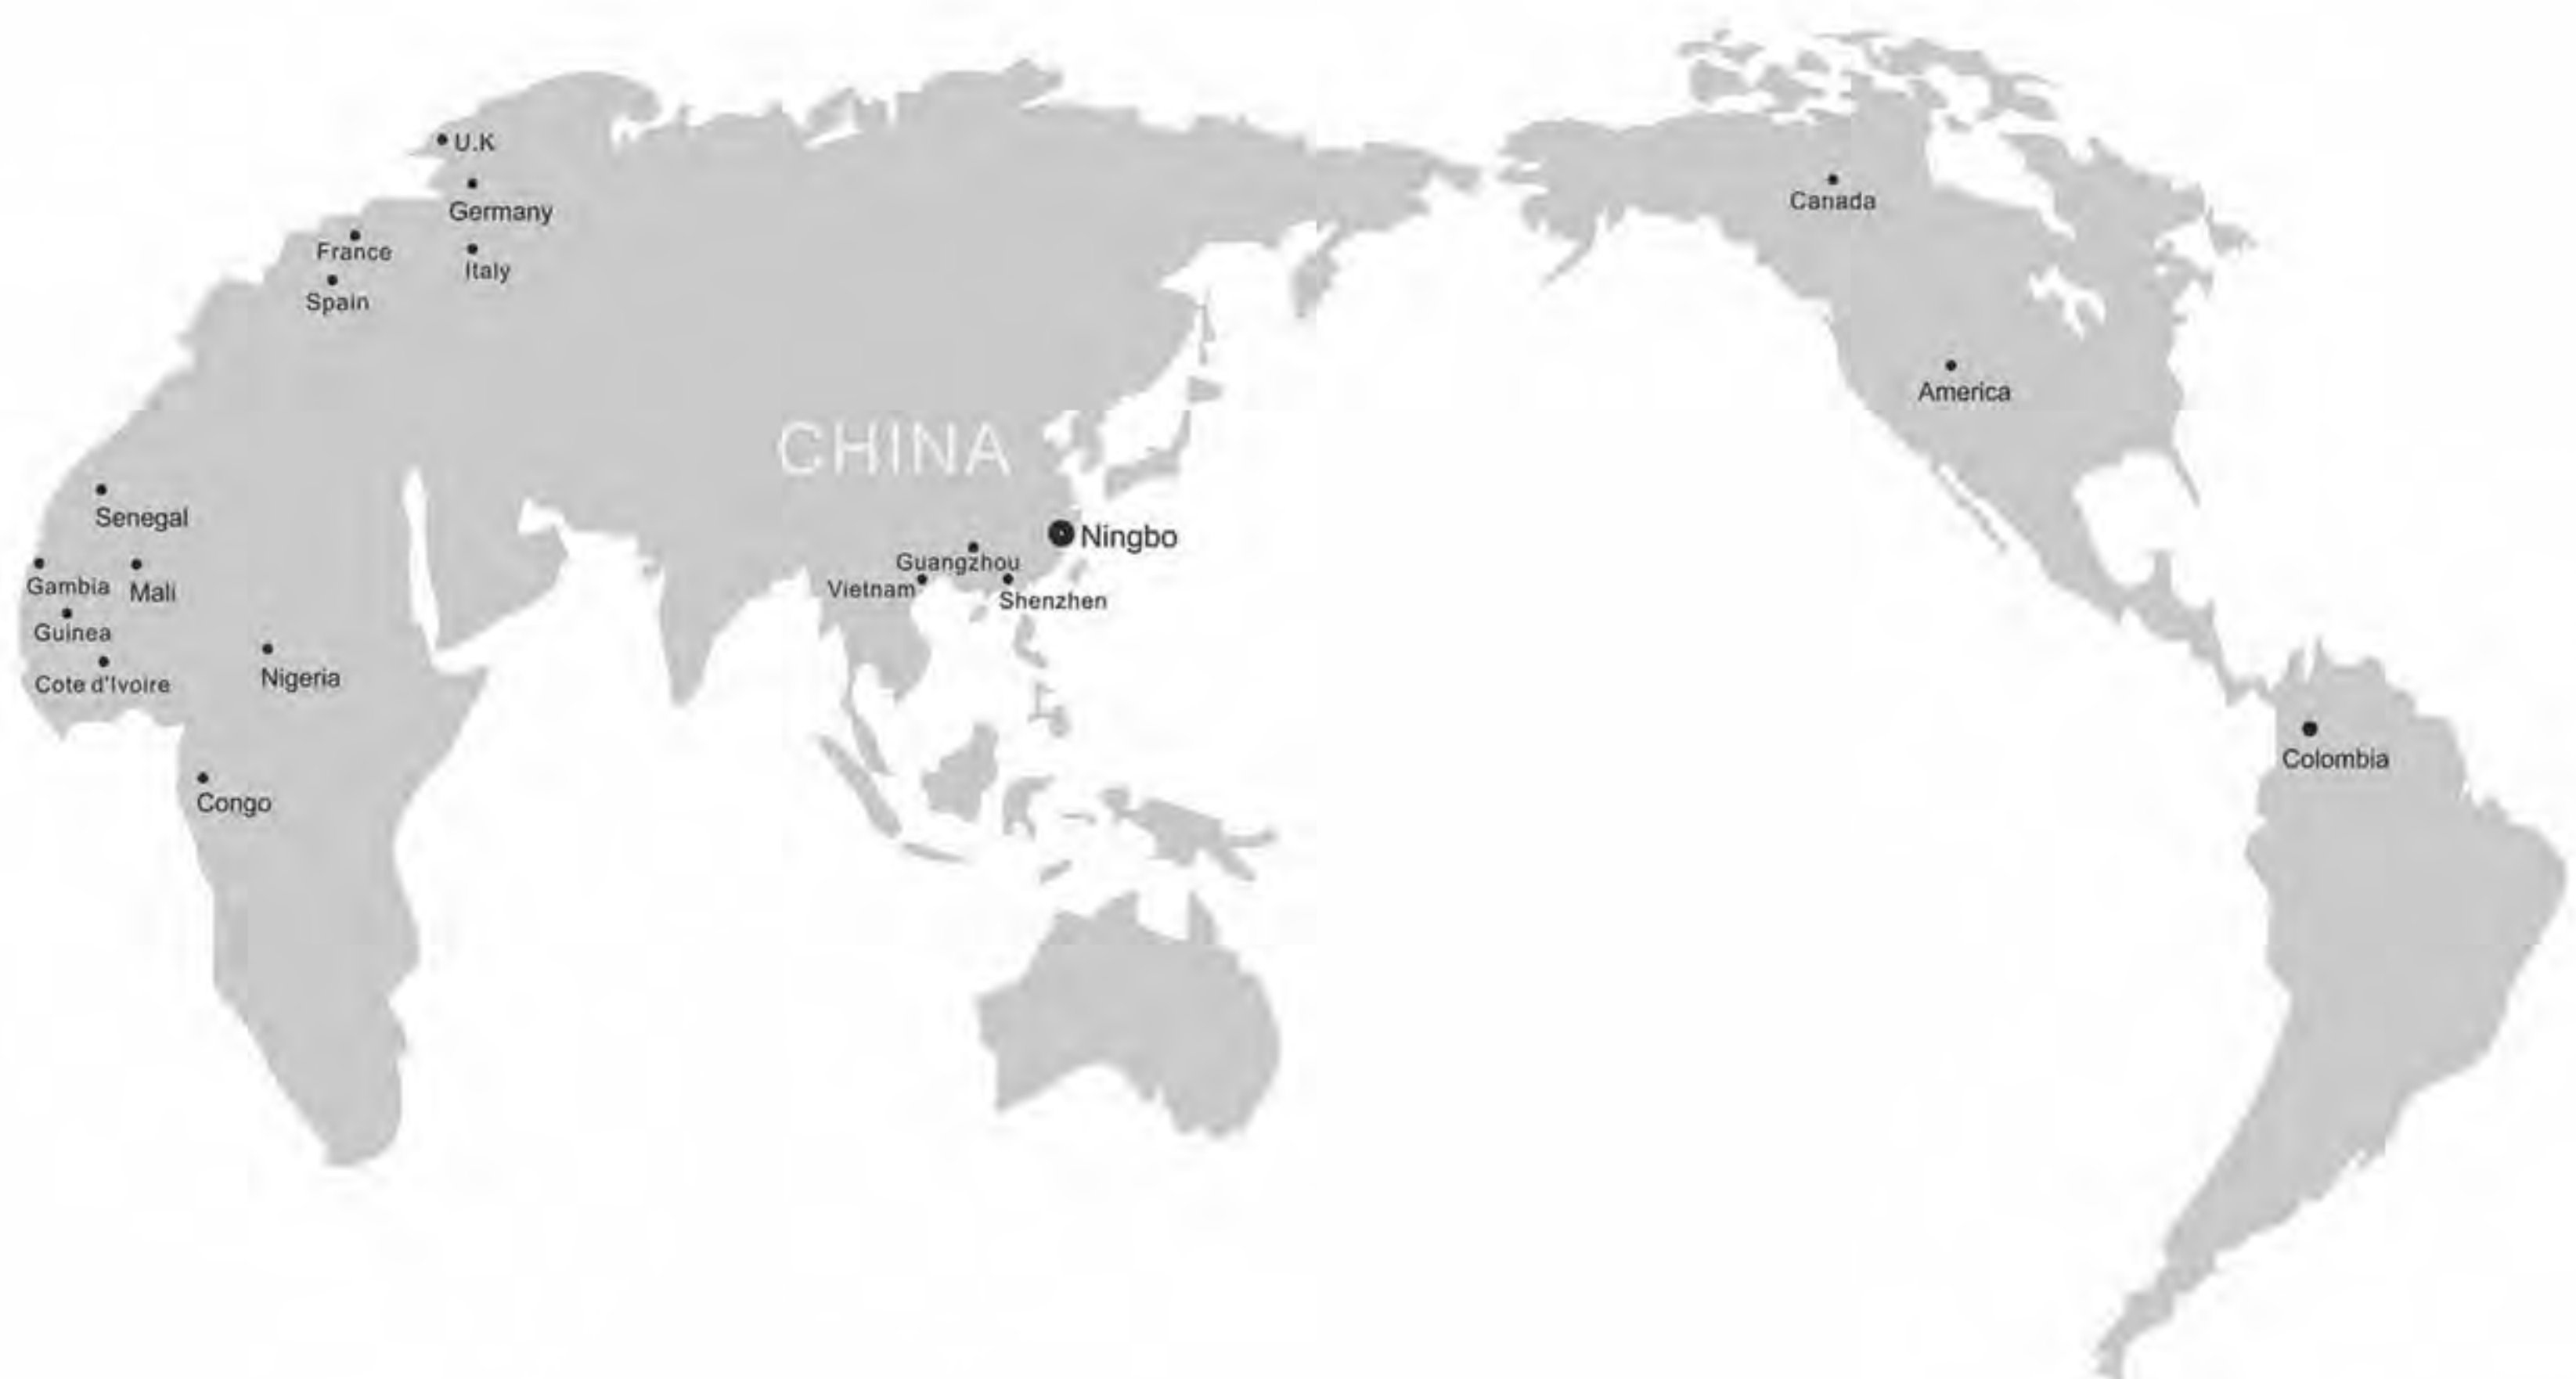 U.K
Germany
France
Italy
Spain
Canada
America
CHINA
Senegal
Ningbo
Guangzhou
Gambia
Mali
Vietnam
Shenzhen
Guinea
Cote d'Ivoire
Nigeria
Congo
Colombia